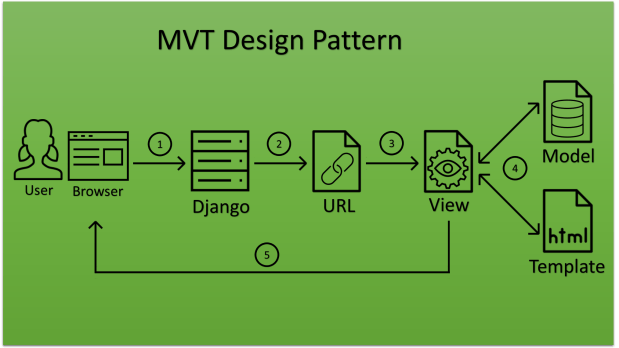 MVT Design Pattern
1
2
3
4
5
User
Browser
Django
URL
View
Model
html
Template